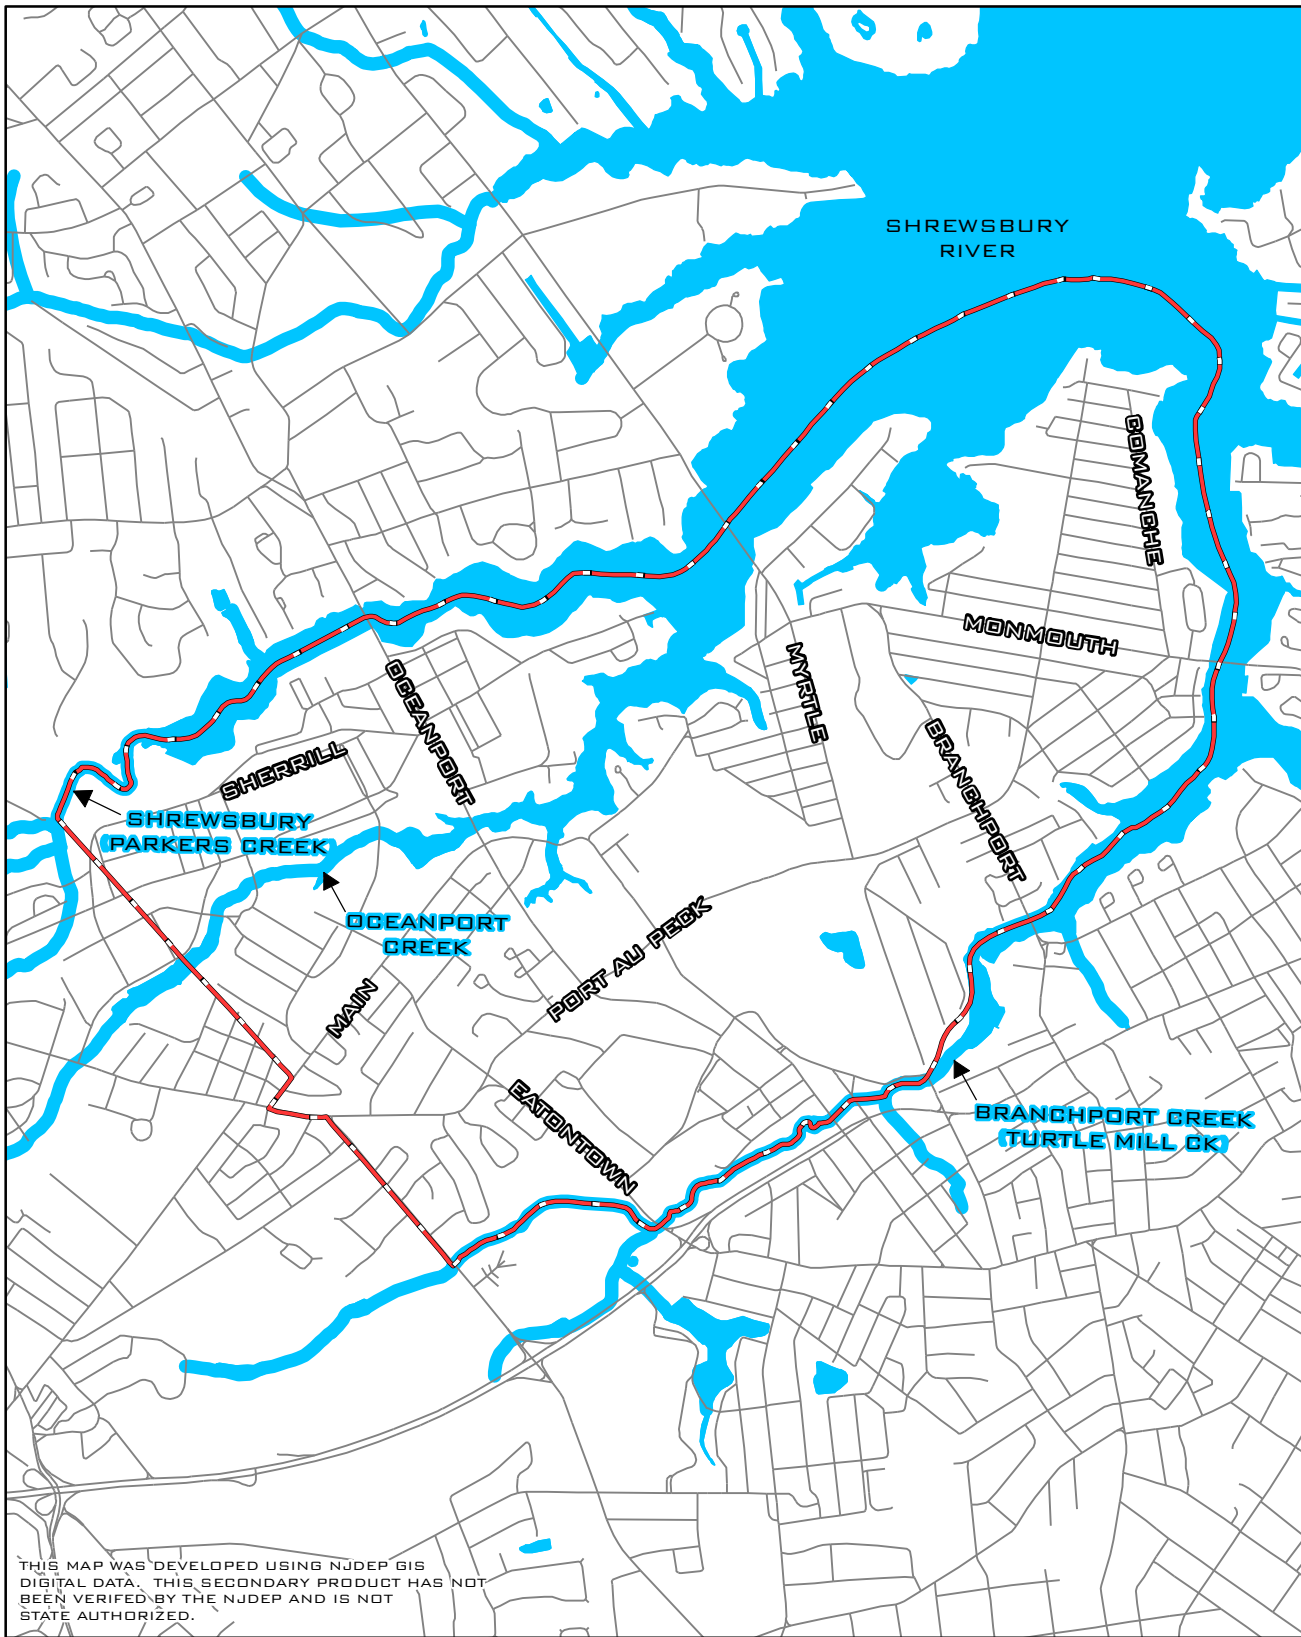 SHREWSBURY
RIVER
COMANCHE
MONMOUTH
MYRTLE
OCEANPORT
BRANCHPORT
SHERRILL
SHREWSBURY
PARKERS CREEK
OCEANPORT
CREEK
PORT AU PECK
MAIN
EATONTOWN
BRANCHPORT CREEK
TURTLE MILL CK
THIS MAP WAS DEVELOPED USING NJDEP GIS
DIGITAL DATA. THIS SECONDARY PRODUCT HAS NOT
BEEN VERIFED BY THE NJDEP AND IS NOT
STATE AUTHORIZED.